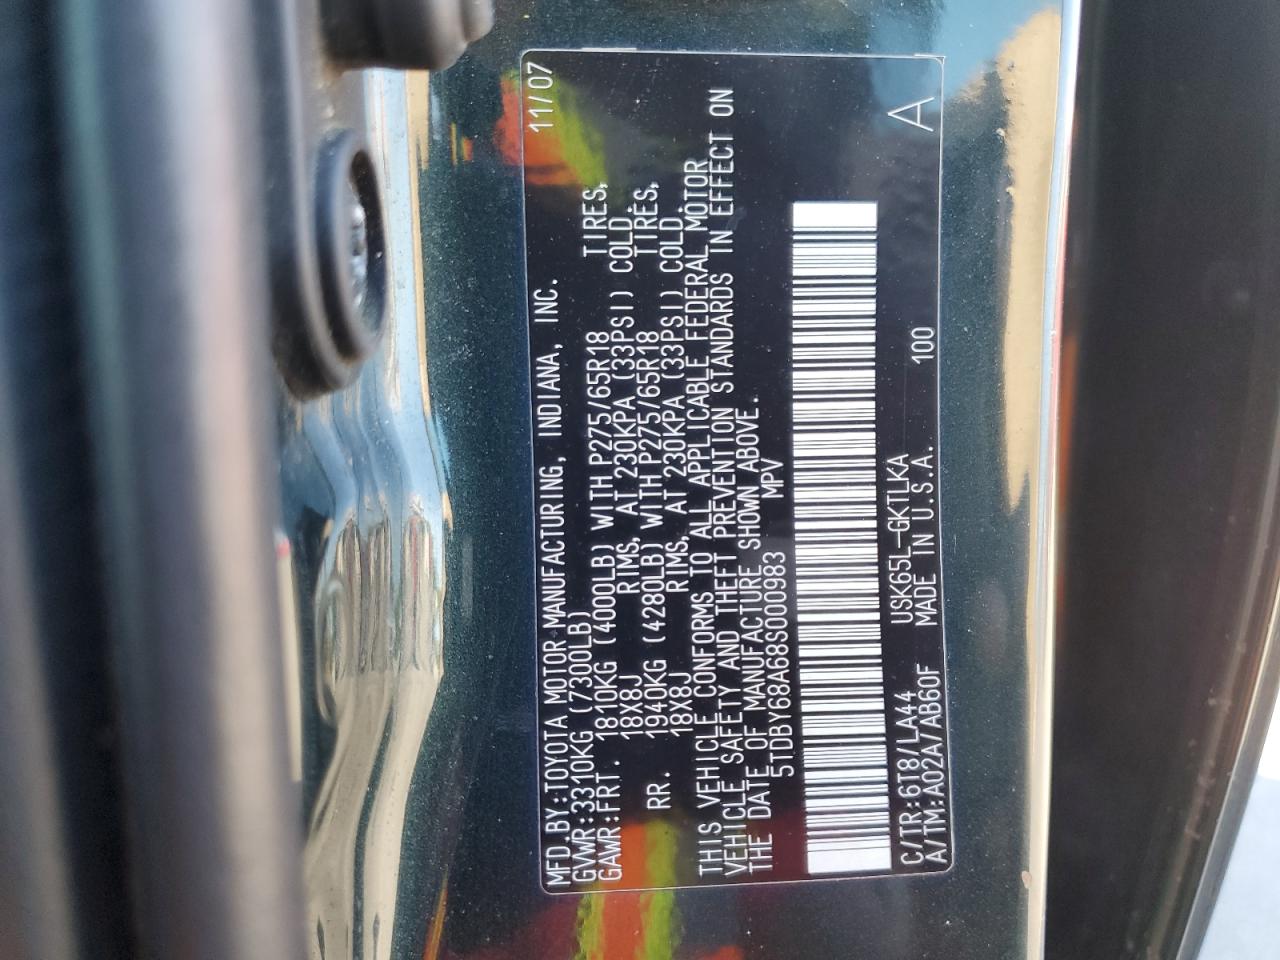 MFD.BY:TOYOTA MOTOR MANUFACTURING, INDIANA, INC. 11/07
GVWR:3310KG (7300LB)
GAWR:FRT. 1810KG (4000LB) WITH P275/65R18 TIRES,
18X8J RIMS, AT 230KPA (33PSI) COLD.
RR. 1940KG (4280LB) WITH P275/65R18 TIRES,
18X8J RIMS, AT 230KPA (33PSI) COLD.
THIS VEHICLE CONFORMS TO ALL APPLICABLE FEDERAL MOTOR
VEHICLE SAFETY AND THEFT PREVENTION STANDARDS IN EFFECT ON
THE DATE OF MANUFACTURE SHOWN ABOVE.
5TDBY68A68S000983 MPV
C/TR:6T8/LA44 USK65L-GKTLKA
A/TM:A02A/AB60F MADE IN U.S.A. 100 A